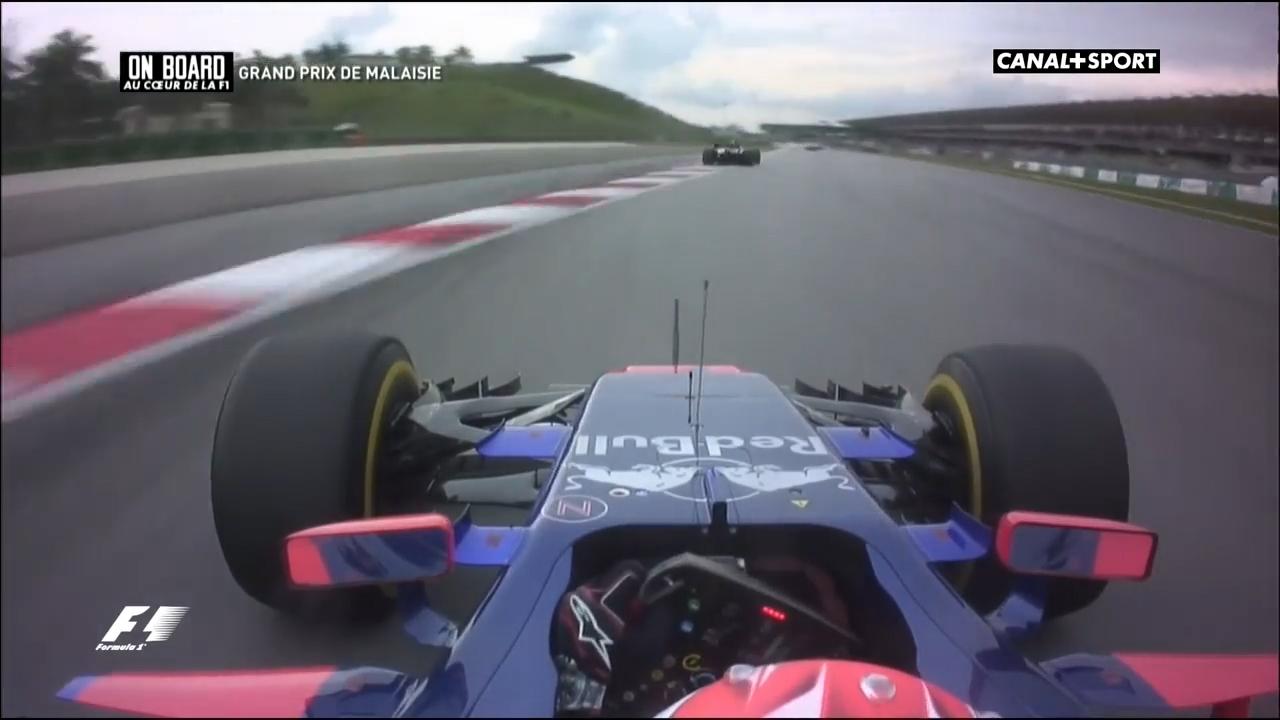 ON BOARD
AU CŒUR DE LA F1
GRAND PRIX DE MALAISIE
CANAL+SPORT
Red Bull
F1
Formula 1